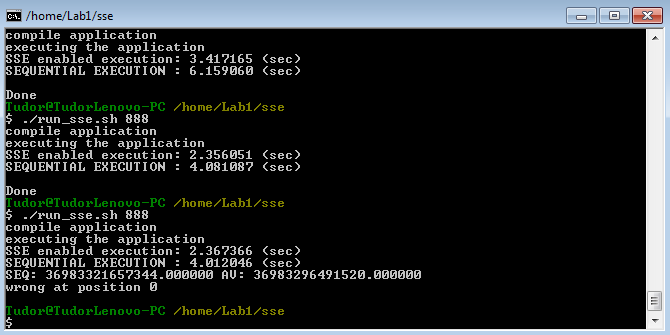 /home/Lab1/sse
compile application
executing the application
SSE enabled execution: 3.417165 (sec)
SEQUENTIAL EXECUTION : 6.159060 (sec)
Done
Tudor@TudorLenovo-PC /home/Lab1/sse
$ ./run_sse.sh 888
compile application
executing the application
SSE enabled execution: 2.356051 (sec)
SEQUENTIAL EXECUTION : 4.081087 (sec)
Done
Tudor@TudorLenovo-PC /home/Lab1/sse
$ ./run_sse.sh 888
compile application
executing the application
SSE enabled execution: 2.367366 (sec)
SEQUENTIAL EXECUTION : 4.012046 (sec)
SEQ: 36983321657344.000000 AV: 36983296491520.000000
wrong at position 0
Tudor@TudorLenovo-PC /home/Lab1/sse
$